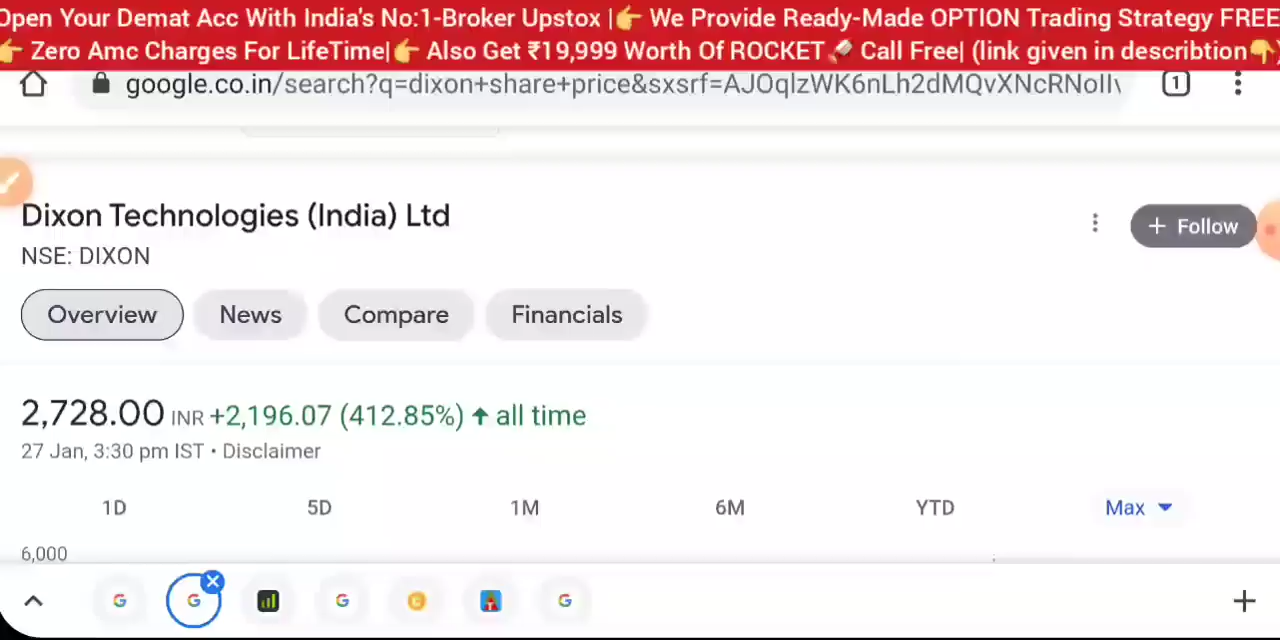 Open Your Demat Acc With India's No:1-Broker Upstox |👉 We Provide Ready-Made OPTION Trading Strategy FREE
👉 Zero Amc Charges For LifeTime|👉 Also Get ₹19,999 Worth Of ROCKET🚀 Call Free| (link given in describtion👇)
google.co.in/search?q=dixon+share+price&sxsrf=
1
Dixon Technologies (India) Ltd
NSE: DIXON
+ Follow
Overview News Compare Financials
2,728.00 INR +2,196.07 (412.85%) ↑ all time
27 Jan, 3:30 pm IST • Disclaimer
1D 5D 1M 6M YTD Max
6,000